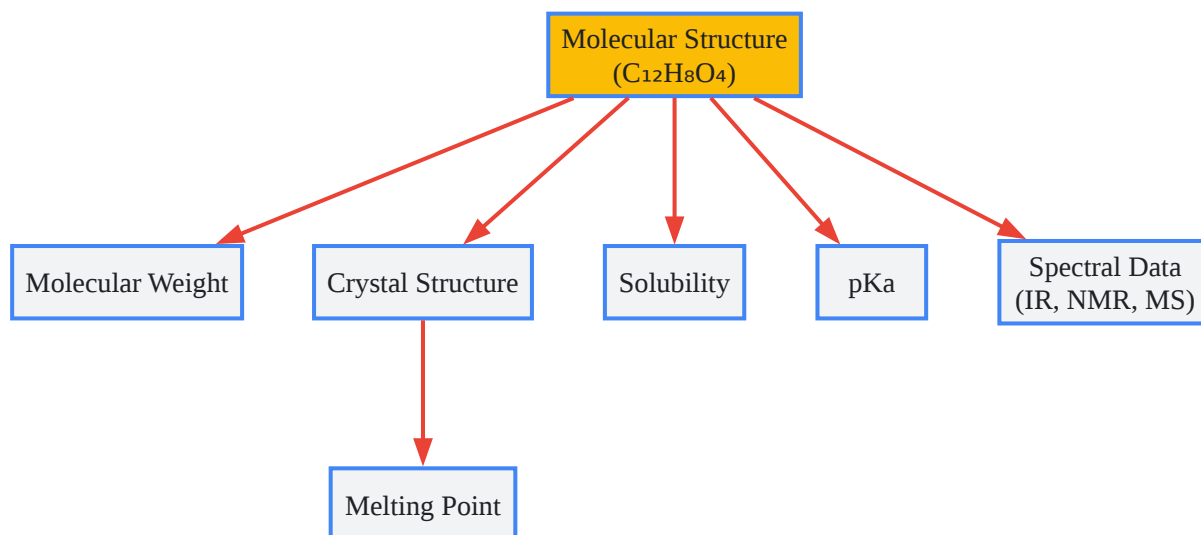 Molecular Structure
(C₁₂H₈O₄)
Molecular Weight
Crystal Structure
Solubility
pKa
Spectral Data
(IR, NMR, MS)
Melting Point